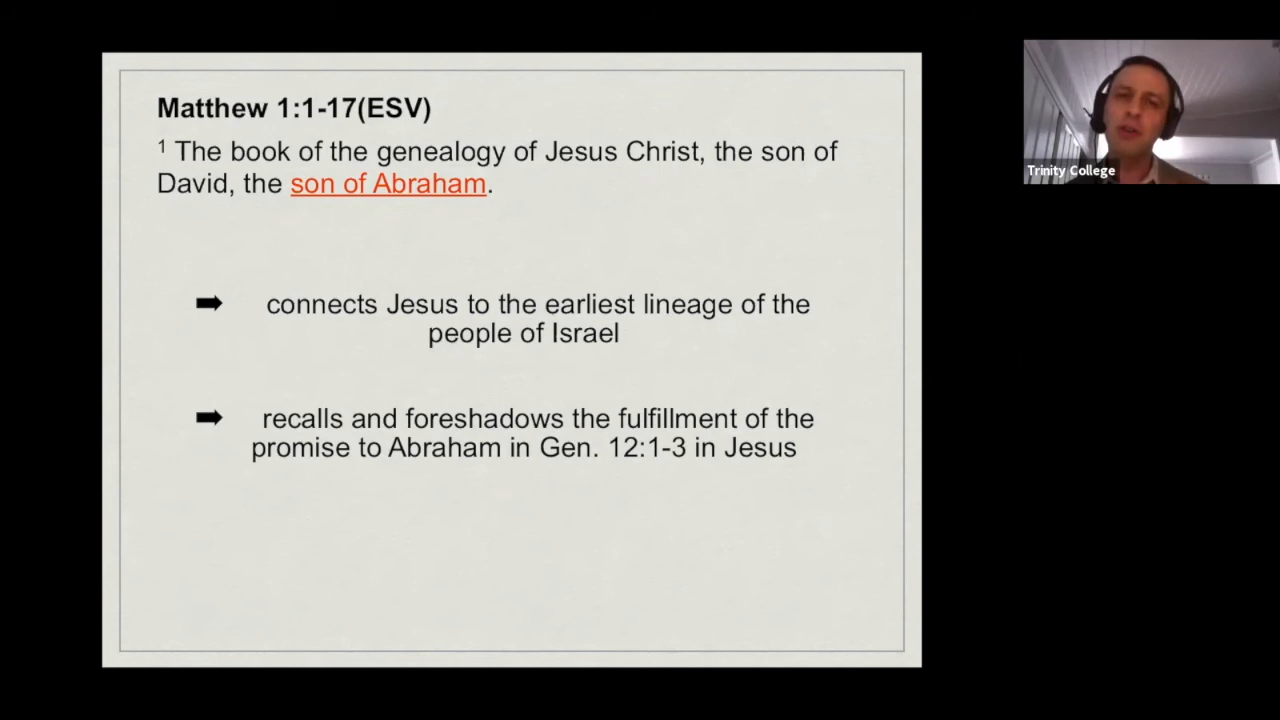 Matthew 1:1-17(ESV)
1 The book of the genealogy of Jesus Christ, the son of
David, the son of Abraham.
➡ connects Jesus to the earliest lineage of the
people of Israel
➡ recalls and foreshadows the fulfillment of the
promise to Abraham in Gen. 12:1-3 in Jesus
Trinity College